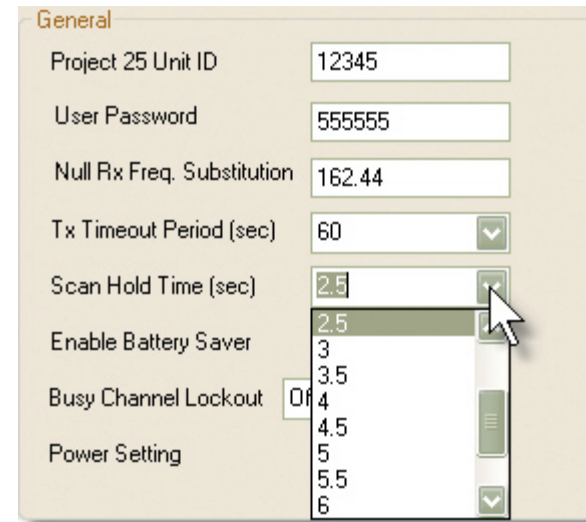 General
Project 25 Unit ID 12345
User Password 555555
Null Rx Freq. Substitution 162.44
Tx Timeout Period (sec) 60
Scan Hold Time (sec) 2.5
2.5
Enable Battery Saver 3
3.5
Busy Channel Lockout 4
4.5
Power Setting 5
5.5
6